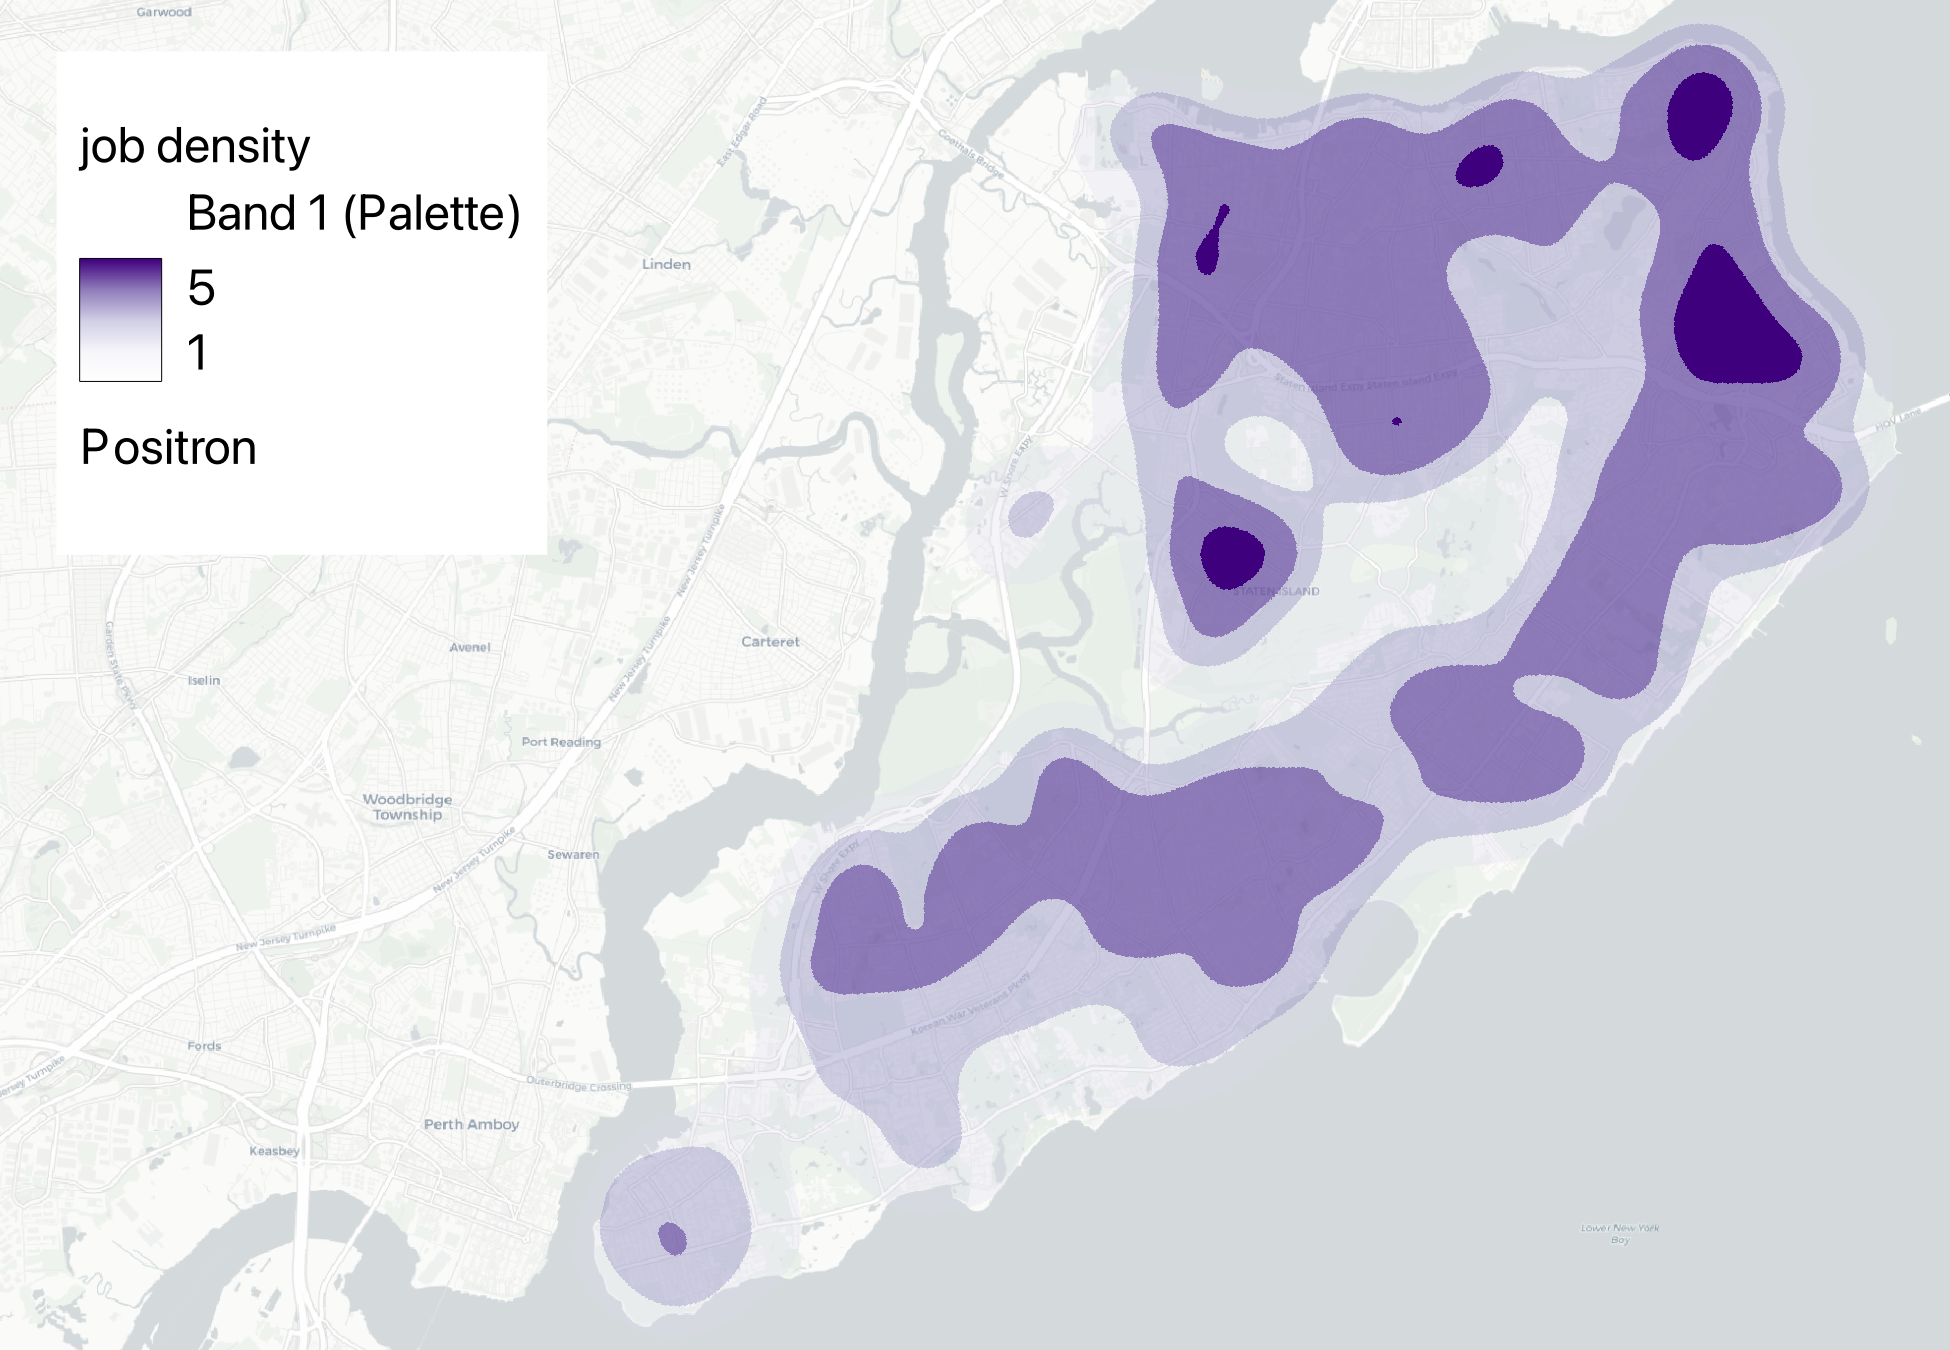 Garwood
job density
Band 1 (Palette)
5
1
Positron
East Edgar Road
Goethals Bridge
Linden
Staten Island Expy Staten Island Expy
HOV Lane
W Shore Expy
New Jersey Turnpike
STATEN ISLAND
Garden State Pkwy
Avenel
Carteret
Iselin
New Jersey Turnpike
Port Reading
Woodbridge
Township
New Jersey Turnpike
Sewaren
W Shore Expy
New Jersey Turnpike
Korean War Veterans Pkwy
Fords
Jersey Turnpike
Outerbridge Crossing
Perth Amboy
Keasbey
Lower New York
Bay